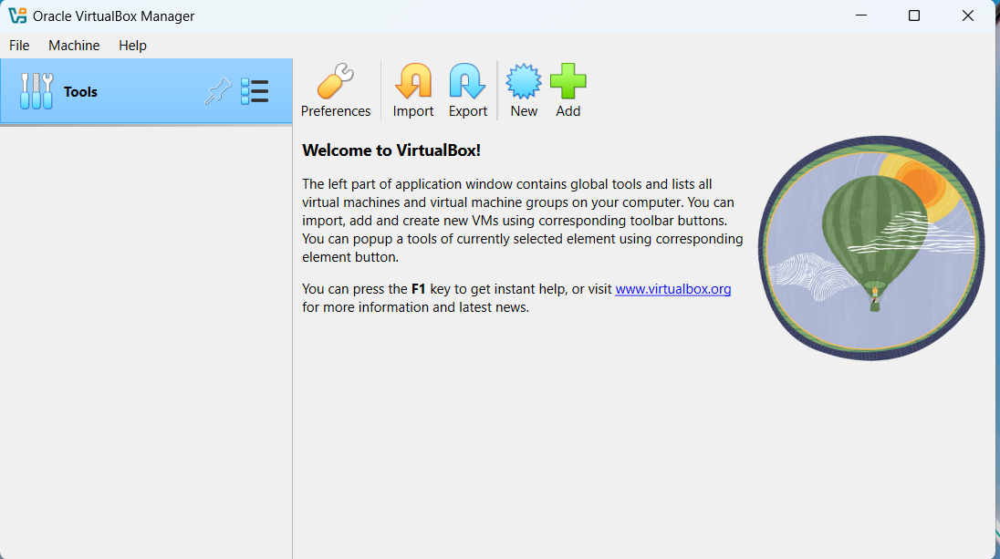 Oracle VirtualBox Manager
File Machine Help
Tools
Preferences Import Export New Add
Welcome to VirtualBox!
The left part of application window contains global tools and lists all
virtual machines and virtual machine groups on your computer. You can
import, add and create new VMs using corresponding toolbar buttons.
You can popup a tools of currently selected element using corresponding
element button.
You can press the F1 key to get instant help, or visit www.virtualbox.org
for more information and latest news.